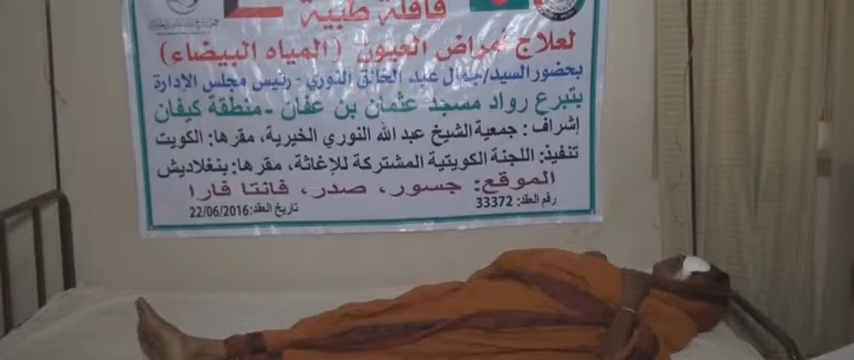 قافلة طبية
لعلاج أمراض العيون (المياه البيضاء)
بحضور السيد/جمال عبد الخالق النوري - رئيس مجلس الإدارة
بتبرع رواد مسجد عثمان بن عفان - منطقة كيفان
إشراف: جمعية الشيخ عبد الله النوري الخيرية، مقرها: الكويت
تنفيذ: اللجنة الكويتية المشتركة للإغاثة، مقرها: بنغلاديش
الموقع: جسور، صدر، فانتا فارا
رقم العقد: 33372
تاريخ العقد:22/06/2016